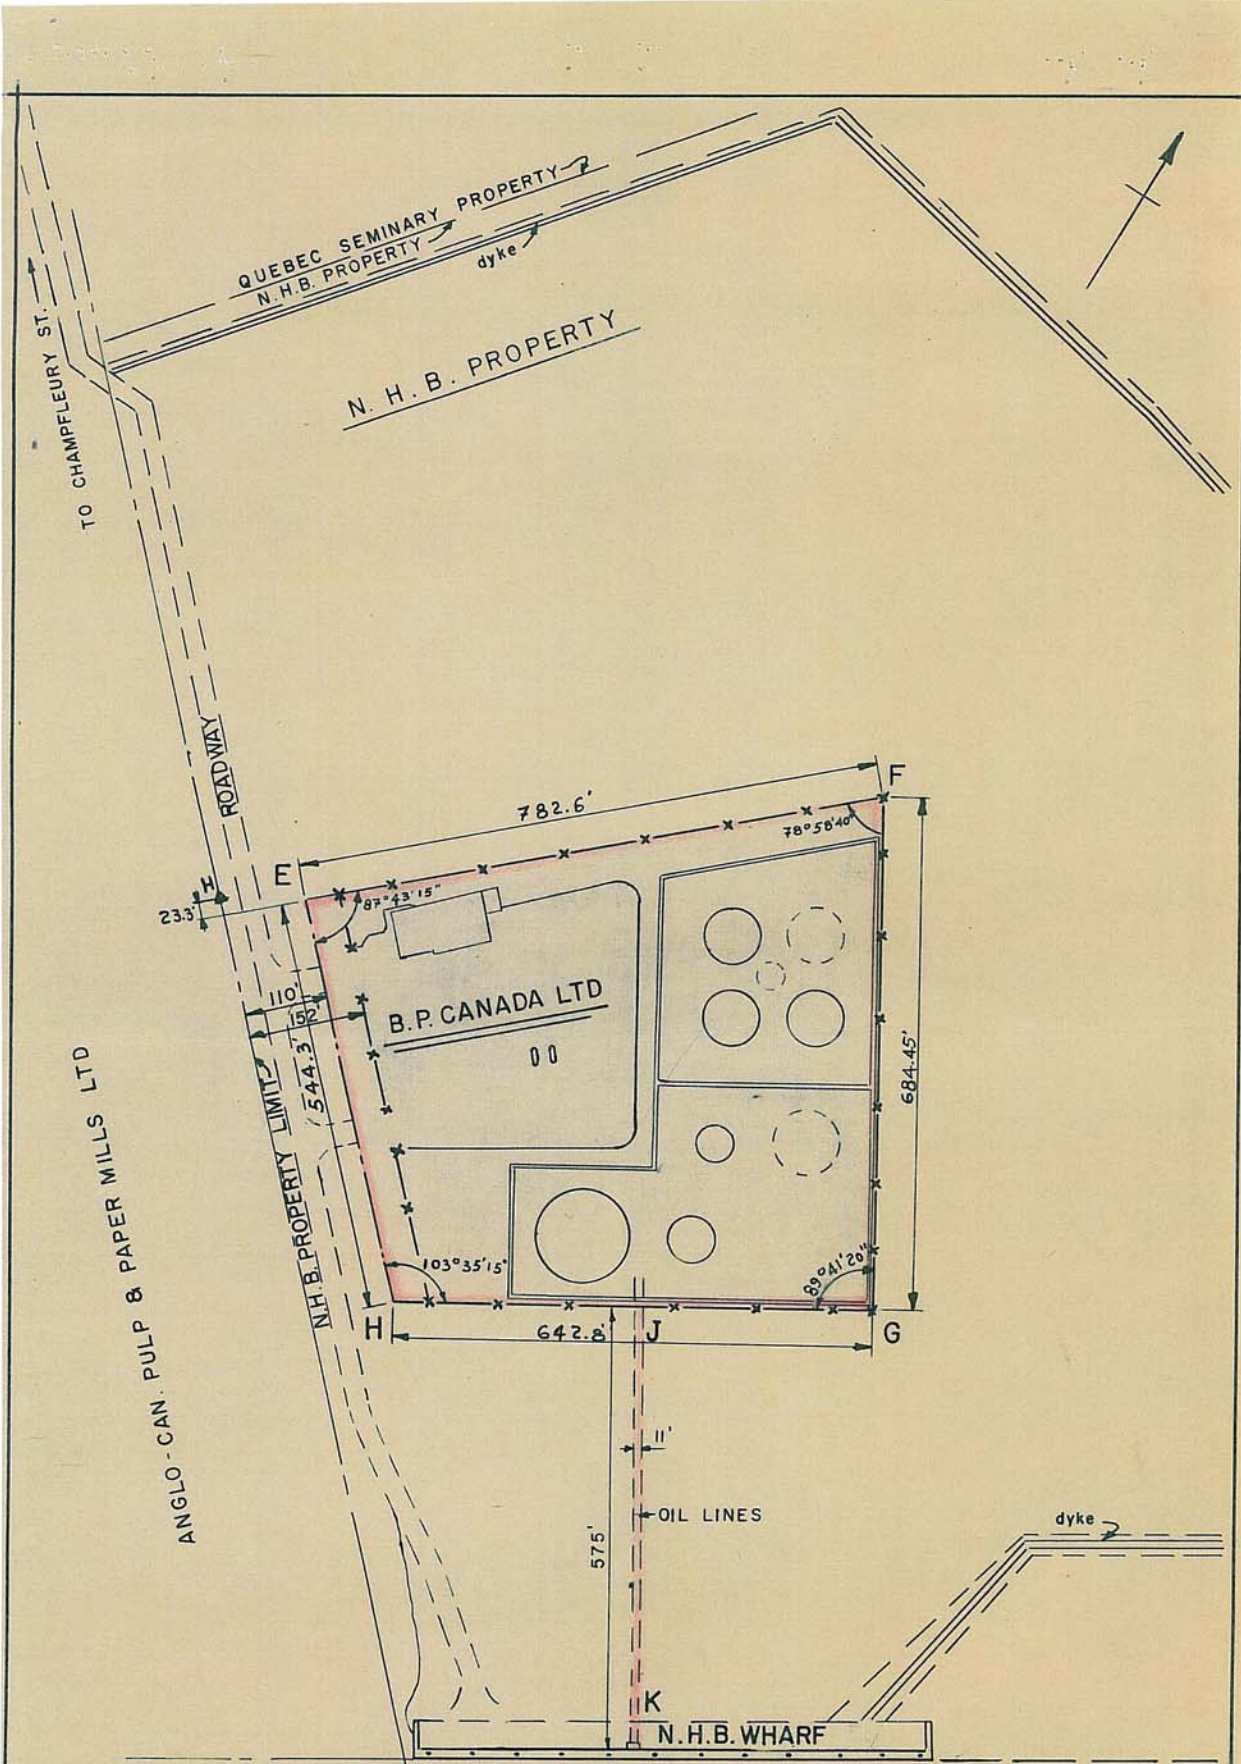 QUEBEC SEMINARY PROPERTY
N.H.B. PROPERTY
dyke
N. H. B. PROPERTY
TO CHAMPFLEURY ST.
ROADWAY
F
782.6'
78°58'40"
E
H
23.3'
87°43'15"
110'
152'
B.P. CANADA LTD
544.3'
684.45'
N.H.B. PROPERTY LIMIT
ANGLO-CAN. PULP & PAPER MILLS LTD
103°35'15"
89°41'20"
H
642.8'
J
G
11'
OIL LINES
575'
dyke
K
N.H.B. WHARF